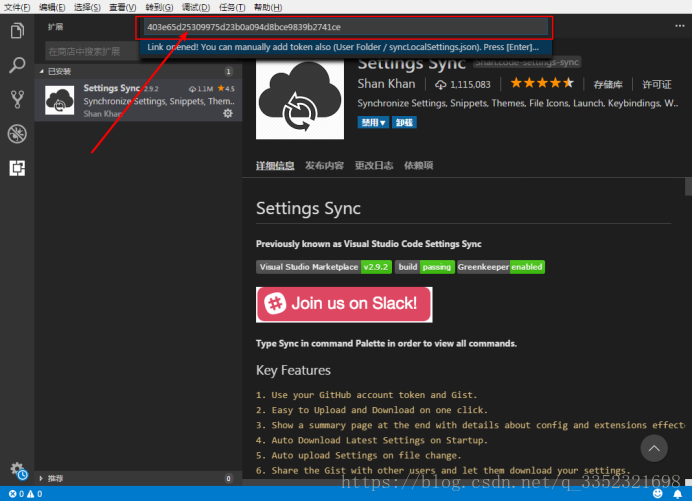 文件(F) 编辑(E) 选择(S) 查看(V) 转到(G) 调试(D) 任务(T) 帮助(H)
扩展
403e65d25309975d23b0a094d8bce9839b2741ce
Link opened! You can manually add token also (User Folder / syncLocalSettings.json). Press [Enter]...
在商店中搜索扩展
已安装 1
Settings Sync 2.9.2 1.1M 4.5
Synchronize Settings, Snippets, Them...
Shan Khan
Settings Sync Shan.code-settings-sync
Shan Khan 1,115,083 存储库 许可证
Synchronize Settings, Snippets, Themes, File Icons, Launch, Keybindings, W...
禁用 卸载
详细信息 发布内容 更改日志 依赖项
Settings Sync
Previously known as Visual Studio Code Settings Sync
Visual Studio Marketplace v2.9.2 build passing Greenkeeper enabled
Join us on Slack!
Type Sync in command Palette in order to view all commands.
Key Features
1. Use your GitHub account token and Gist.
2. Easy to Upload and Download on one click.
3. Show a summary page at the end with details about config and extensions effecte
4. Auto Download Latest Settings on Startup.
5. Auto upload Settings on file change.
6. Share the Gist with other users and let them download your settings.
推荐 0
https://blog.csdn.net/q_3352321698
0 0